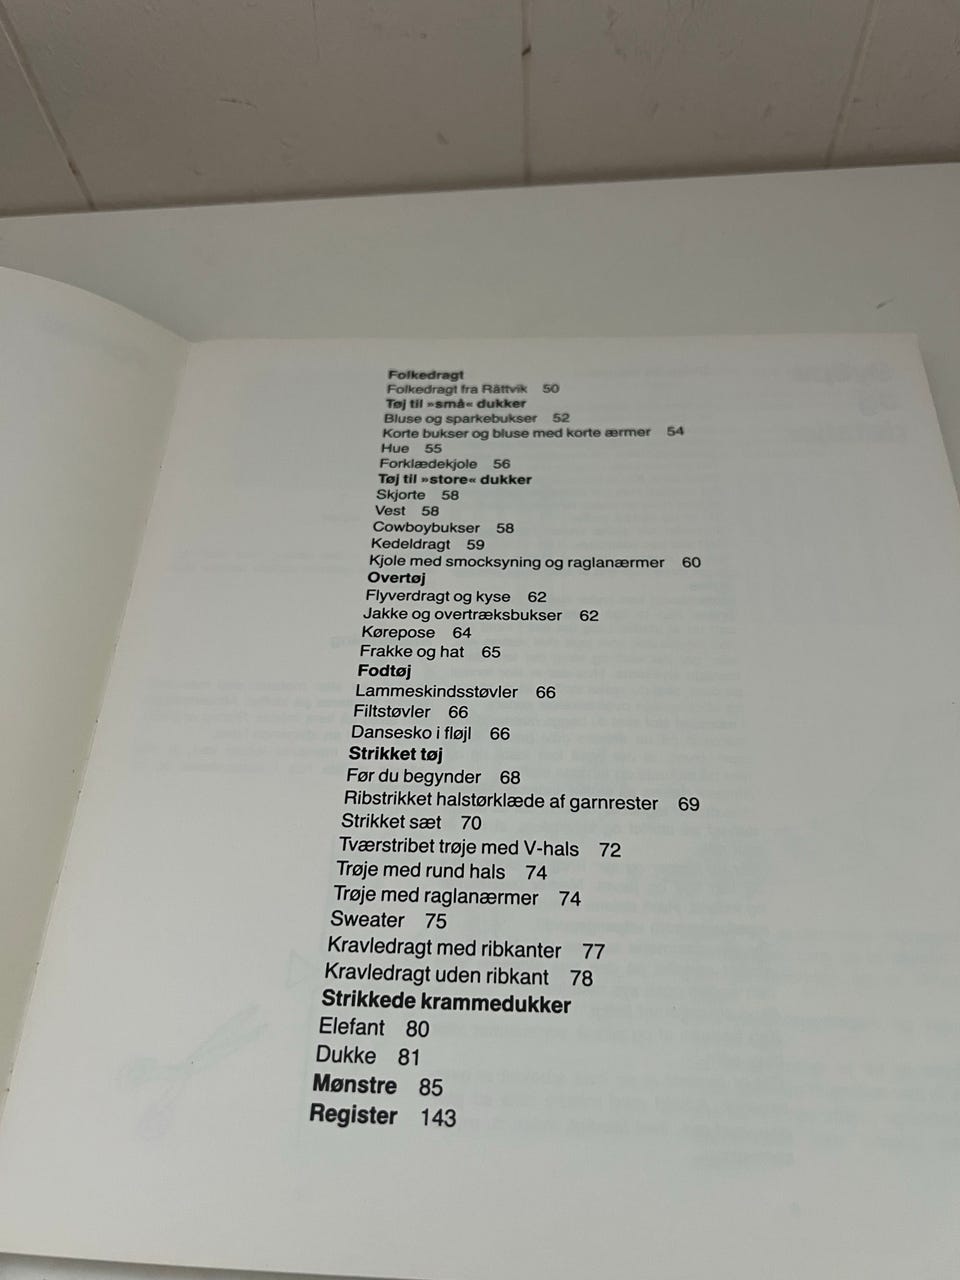 Folkedragt
Folkedragt fra Rättvik 50
Tøj til »små« dukker
Bluse og sparkebukser 52
Korte bukser og bluse med korte ærmer 54
Hue 55
Forklædekjole 56
Tøj til »store« dukker
Skjorte 58
Vest 58
Cowboybukser 58
Kedeldragt 59
Kjole med smocksyning og raglanærmer 60
Overtøj
Flyverdragt og kyse 62
Jakke og overtræksbukser 62
Kørepose 64
Frakke og hat 65
Fodtøj
Lammeskindsstøvler 66
Filtstøvler 66
Dansesko i fløjl 66
Strikket tøj
Før du begynder 68
Ribstrikket halstørklæde af garnrester 69
Strikket sæt 70
Tværstribet trøje med V-hals 72
Trøje med rund hals 74
Trøje med raglanærmer 74
Sweater 75
Kravledragt med ribkanter 77
Kravledragt uden ribkant 78
Strikkede krammedukker
Elefant 80
Dukke 81
Mønstre 85
Register 143